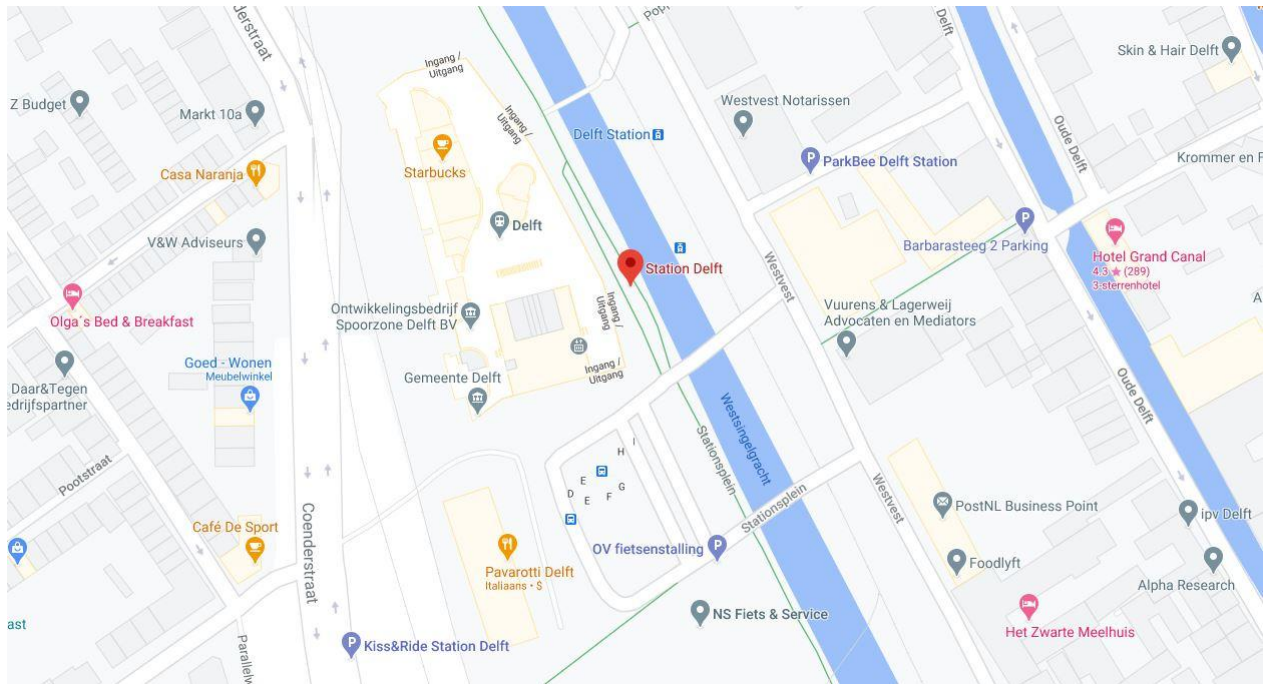 Coenderstraat
Ingang /
Uitgang
Popp
Delft
Skin & Hair Delft
Z Budget
Markt 10a
Ingang /
Uitgang
Westvest Notarissen
Delft Station
Oude Delft
Starbucks
ParkBee Delft Station
Krommer en F
Casa Naranja
Delft
V&W Adviseurs
Barbarasteeg 2 Parking
Hotel Grand Canal
4.3 ★ (289)
3-sterrenhotel
Station Delft
Westvest
Ontwikkelingsbedrijf
Spoorzone Delft BV
Ingang /
Uitgang
Vuurens & Lagerweij
Advocaten en Mediators
A
Olga's Bed & Breakfast
Goed - Wonen
Meubelwinkel
Gemeente Delft
Ingang /
Uitgang
Daar&Tegen
edrijfspartner
Oude Delft
Westsingelgracht
Stationsplein
I
H
E
G
D
E
F
Pootstraat
Stationsplein
Westvest
PostNL Business Point
ipv Delft
Café De Sport
Coenderstraat
OV fietsenstalling
Foodlyft
Pavarotti Delft
Italiaans • $
Alpha Research
NS Fiets & Service
ast
Het Zwarte Meelhuis
Kiss&Ride Station Delft
Parallelw
P
P
P
P